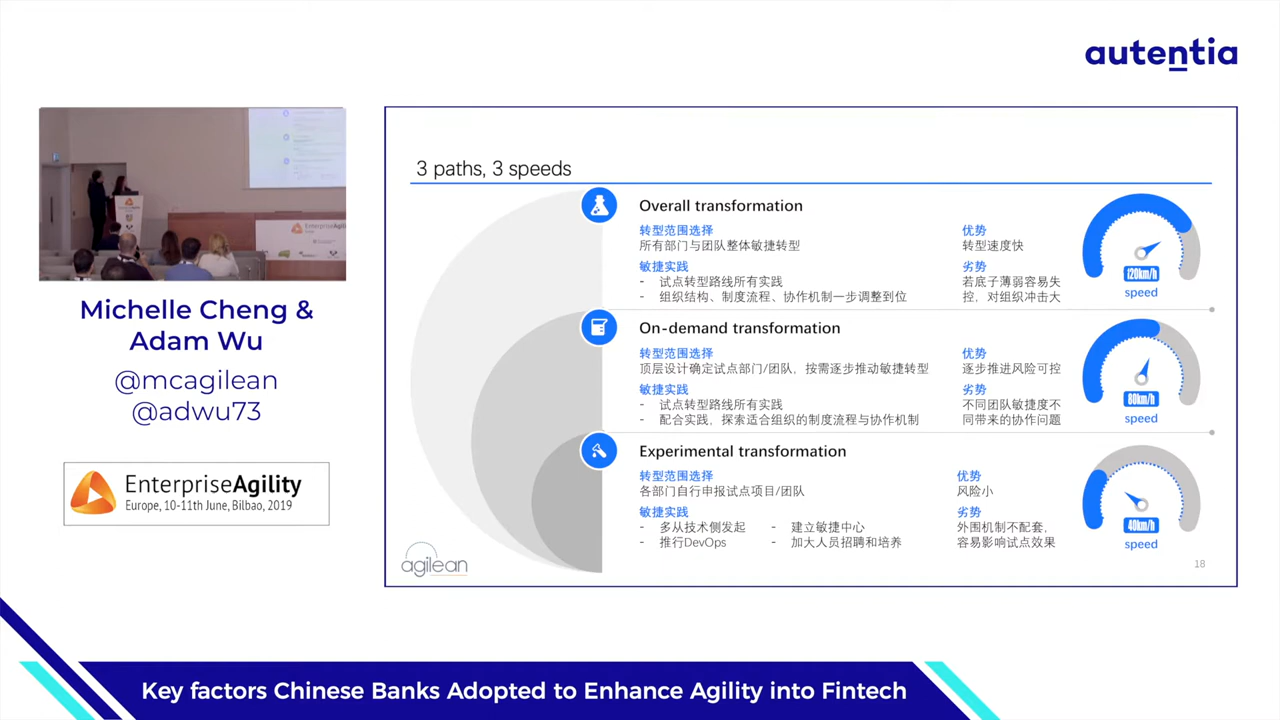 autentia
3 paths, 3 speeds
Overall transformation
转型范围选择
所有部门与团队整体敏捷转型
敏捷实践
- 试点转型路线所有实践
- 组织结构、制度流程、协作机制一步调整到位
优势
转型速度快
劣势
若底子薄弱容易失
控，对组织冲击大
120km/h
speed
On-demand transformation
转型范围选择
顶层设计确定试点部门/团队，按需逐步推动敏捷转型
敏捷实践
- 试点转型路线所有实践
- 配合实践，探索适合组织的制度流程与协作机制
优势
逐步推进风险可控
劣势
不同团队敏捷度不
同带来的协作问题
80km/h
speed
Experimental transformation
转型范围选择
各部门自行申报试点项目/团队
敏捷实践
- 多从技术侧发起 - 建立敏捷中心
- 推行DevOps - 加大人员招聘和培养
优势
风险小
劣势
外围机制不配套，
容易影响试点效果
40km/h
speed
agilean
18
Michelle Cheng &
Adam Wu
@mcagilean
@adwu73
EnterpriseAgility
Europe, 10-11th June, Bilbao, 2019
Key factors Chinese Banks Adopted to Enhance Agility into Fintech